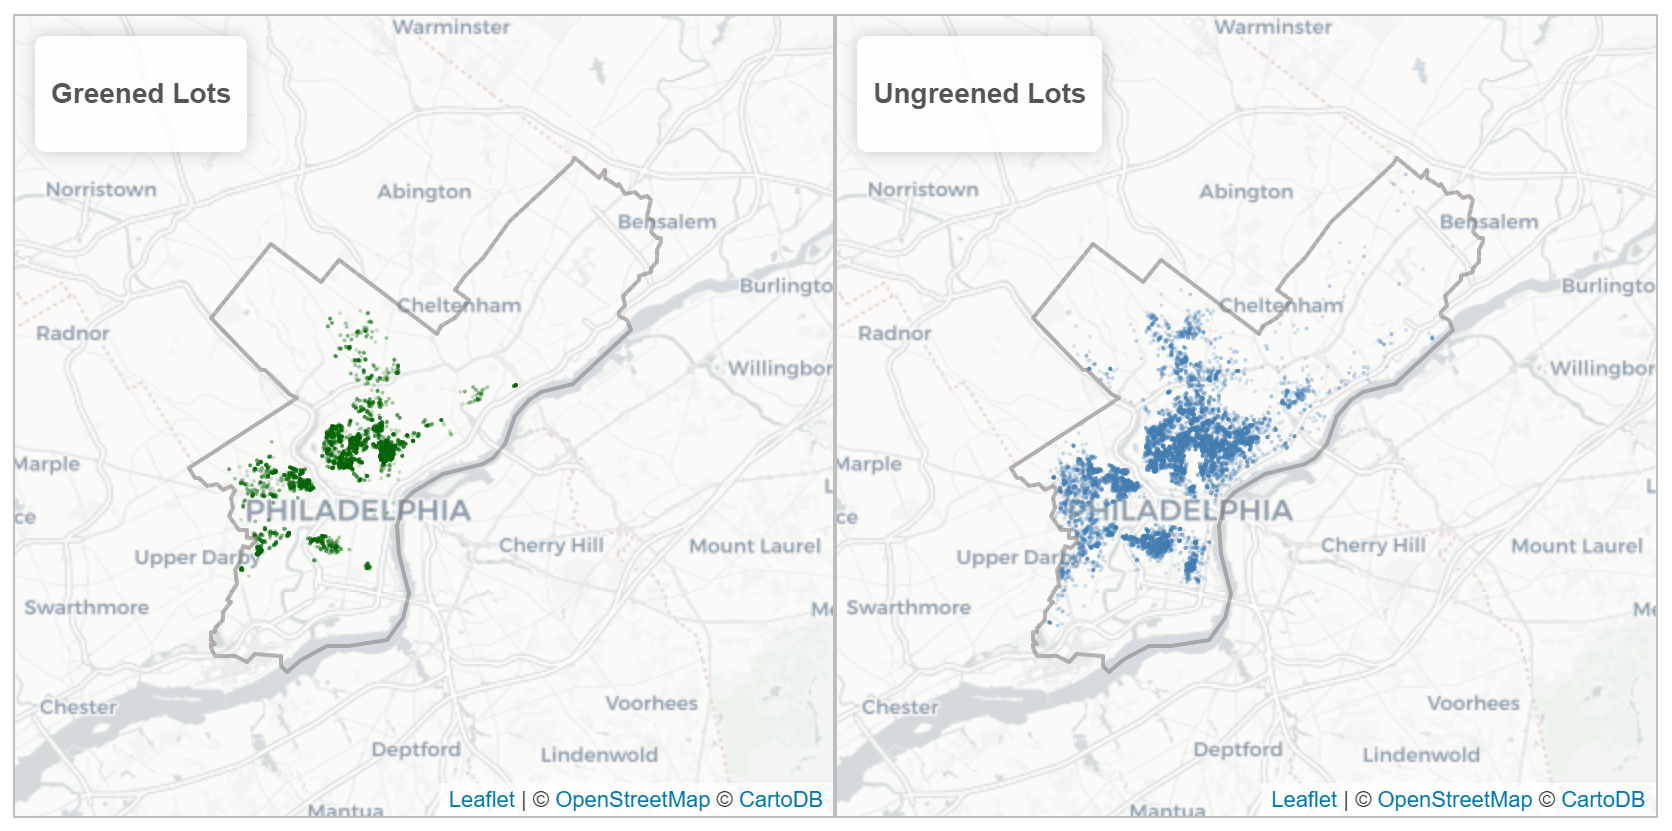 Warminster
Greened Lots
Norristown
Abington
Bensalem
Burlingto
Cheltenham
Radnor
Willingbor
Marple
L
PHILADELPHIA
ce
Upper Darby
Cherry Hill
Mount Laurel
Swarthmore
Me
Chester
Voorhees
Deptford
Lindenwold
Leaflet | © OpenStreetMap © CartoDB
Mantua
Warminster
Ungreened Lots
Norristown
Abington
Bensalem
Burlingto
Cheltenham
Radnor
Willingbor
Marple
L
PHILADELPHIA
ce
Upper Darby
Cherry Hill
Mount Laurel
Swarthmore
Me
Chester
Voorhees
Deptford
Lindenwold
Leaflet | © OpenStreetMap © CartoDB
Mantua